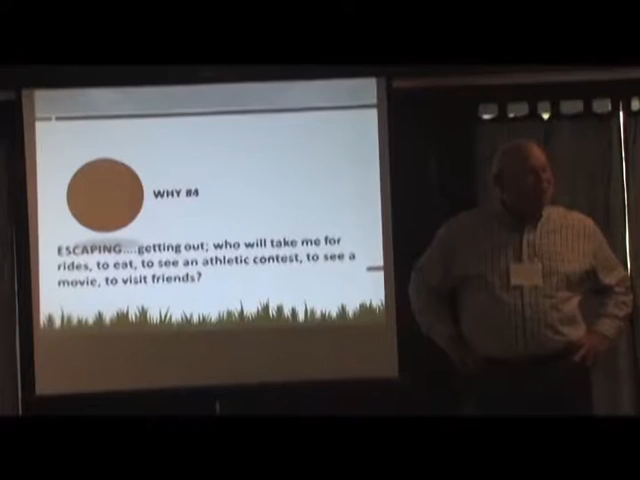 WHY #4
ESCAPING....getting out; who will take me for
rides, to eat, to see an athletic contest, to see a
movie, to visit friends?